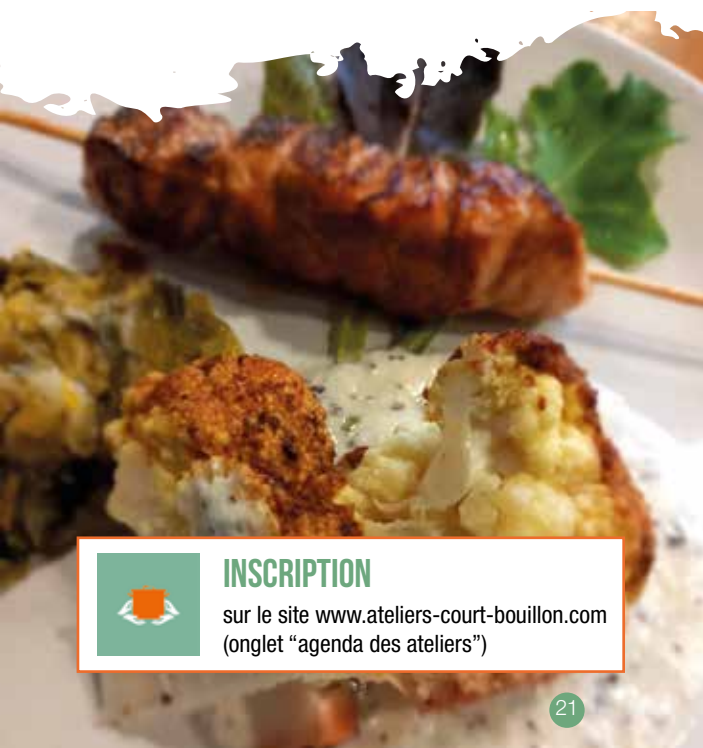 INSCRIPTION
sur le site www.ateliers-court-bouillon.com
(onglet “agenda des ateliers”)
21